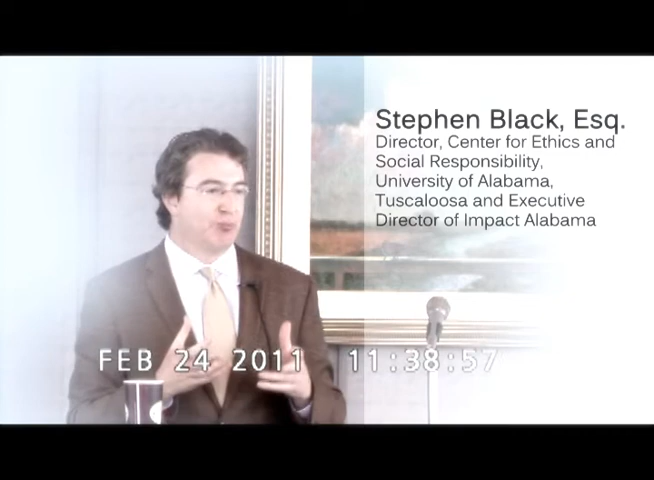 Stephen Black, Esq.
Director, Center for Ethics and
Social Responsibility,
University of Alabama,
Tuscaloosa and Executive
Director of Impact Alabama
FEB 24 2011 11:38:57